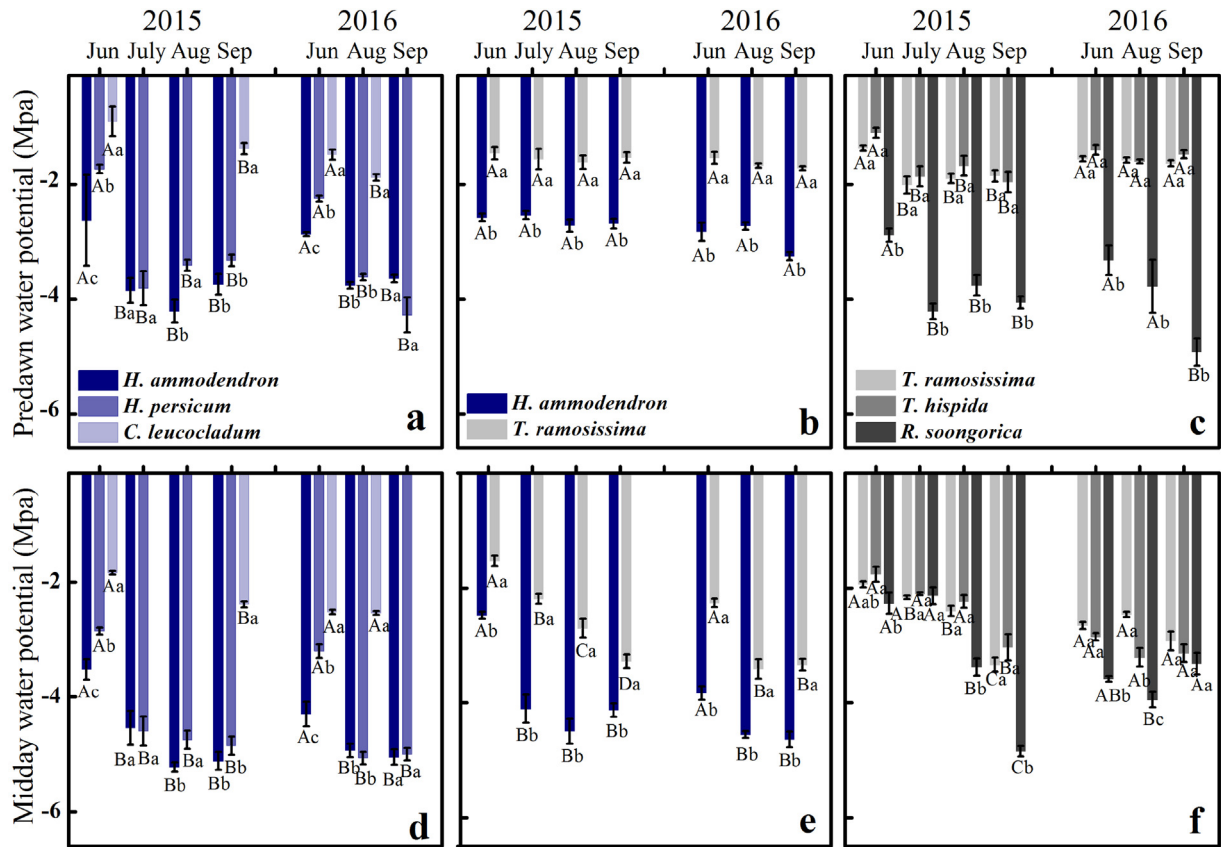 2015 2016 2015 2016 2015 2016
Jun July Aug Sep Jun Aug Sep Jun July Aug Sep Jun Aug Sep Jun July Aug Sep Jun Aug Sep
Predawn water potential (Mpa)
-2
-4
-6
Ac Ab Aa Ba Ba Bb Ba Bb Bb Ba Ac Ab Aa Bb Bb Ba Ba Ba
H. ammodendron
H. persicum
C. leucocladum
a
Ab Aa Ab Aa Ab Aa Ab Aa Ab Aa Ab Aa Ab Aa
H. ammodendron
T. ramosissima
b
Aa Aa Ab Ba Ba Bb Ba Ba Bb Ba Ba Bb Aa Aa Ab Aa Aa Ab Aa Aa Bb
T. ramosissima
T. hispida
R. soongorica
c
Midday water potential (Mpa)
-2
-4
-6
Ac Ab Aa Ba Ba Bb Ba Bb Bb Ba Ac Ab Aa Bb Bb Aa Ba Ba
d
Ab Aa Bb Ba Bb Ca Bb Da Ab Aa Bb Ba Bb Ba
e
Aab Aa Ab ABa Aa Aa Ba Aa Bb Ca Ba Cb Aa Aa ABb Aa Ab Bc Aa Aa Aa
f